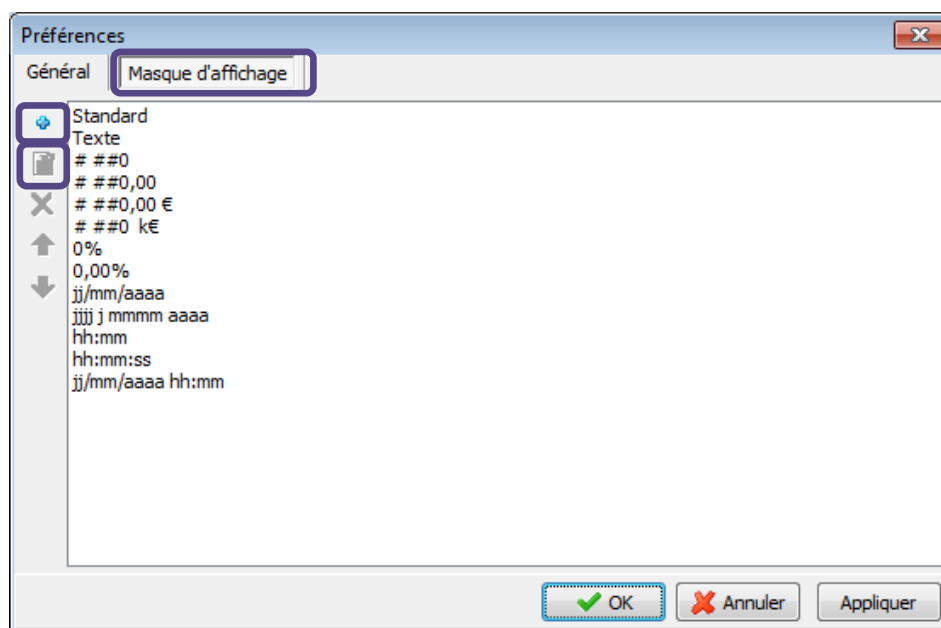 Préférences
Général Masque d'affichage
Standard
Texte
# ##0
# ##0,00
# ##0,00 €
# ##0 k€
0%
0,00%
jj/mm/aaaa
jjjj j mmmm aaaa
hh:mm
hh:mm:ss
jj/mm/aaaa hh:mm
OK Annuler Appliquer